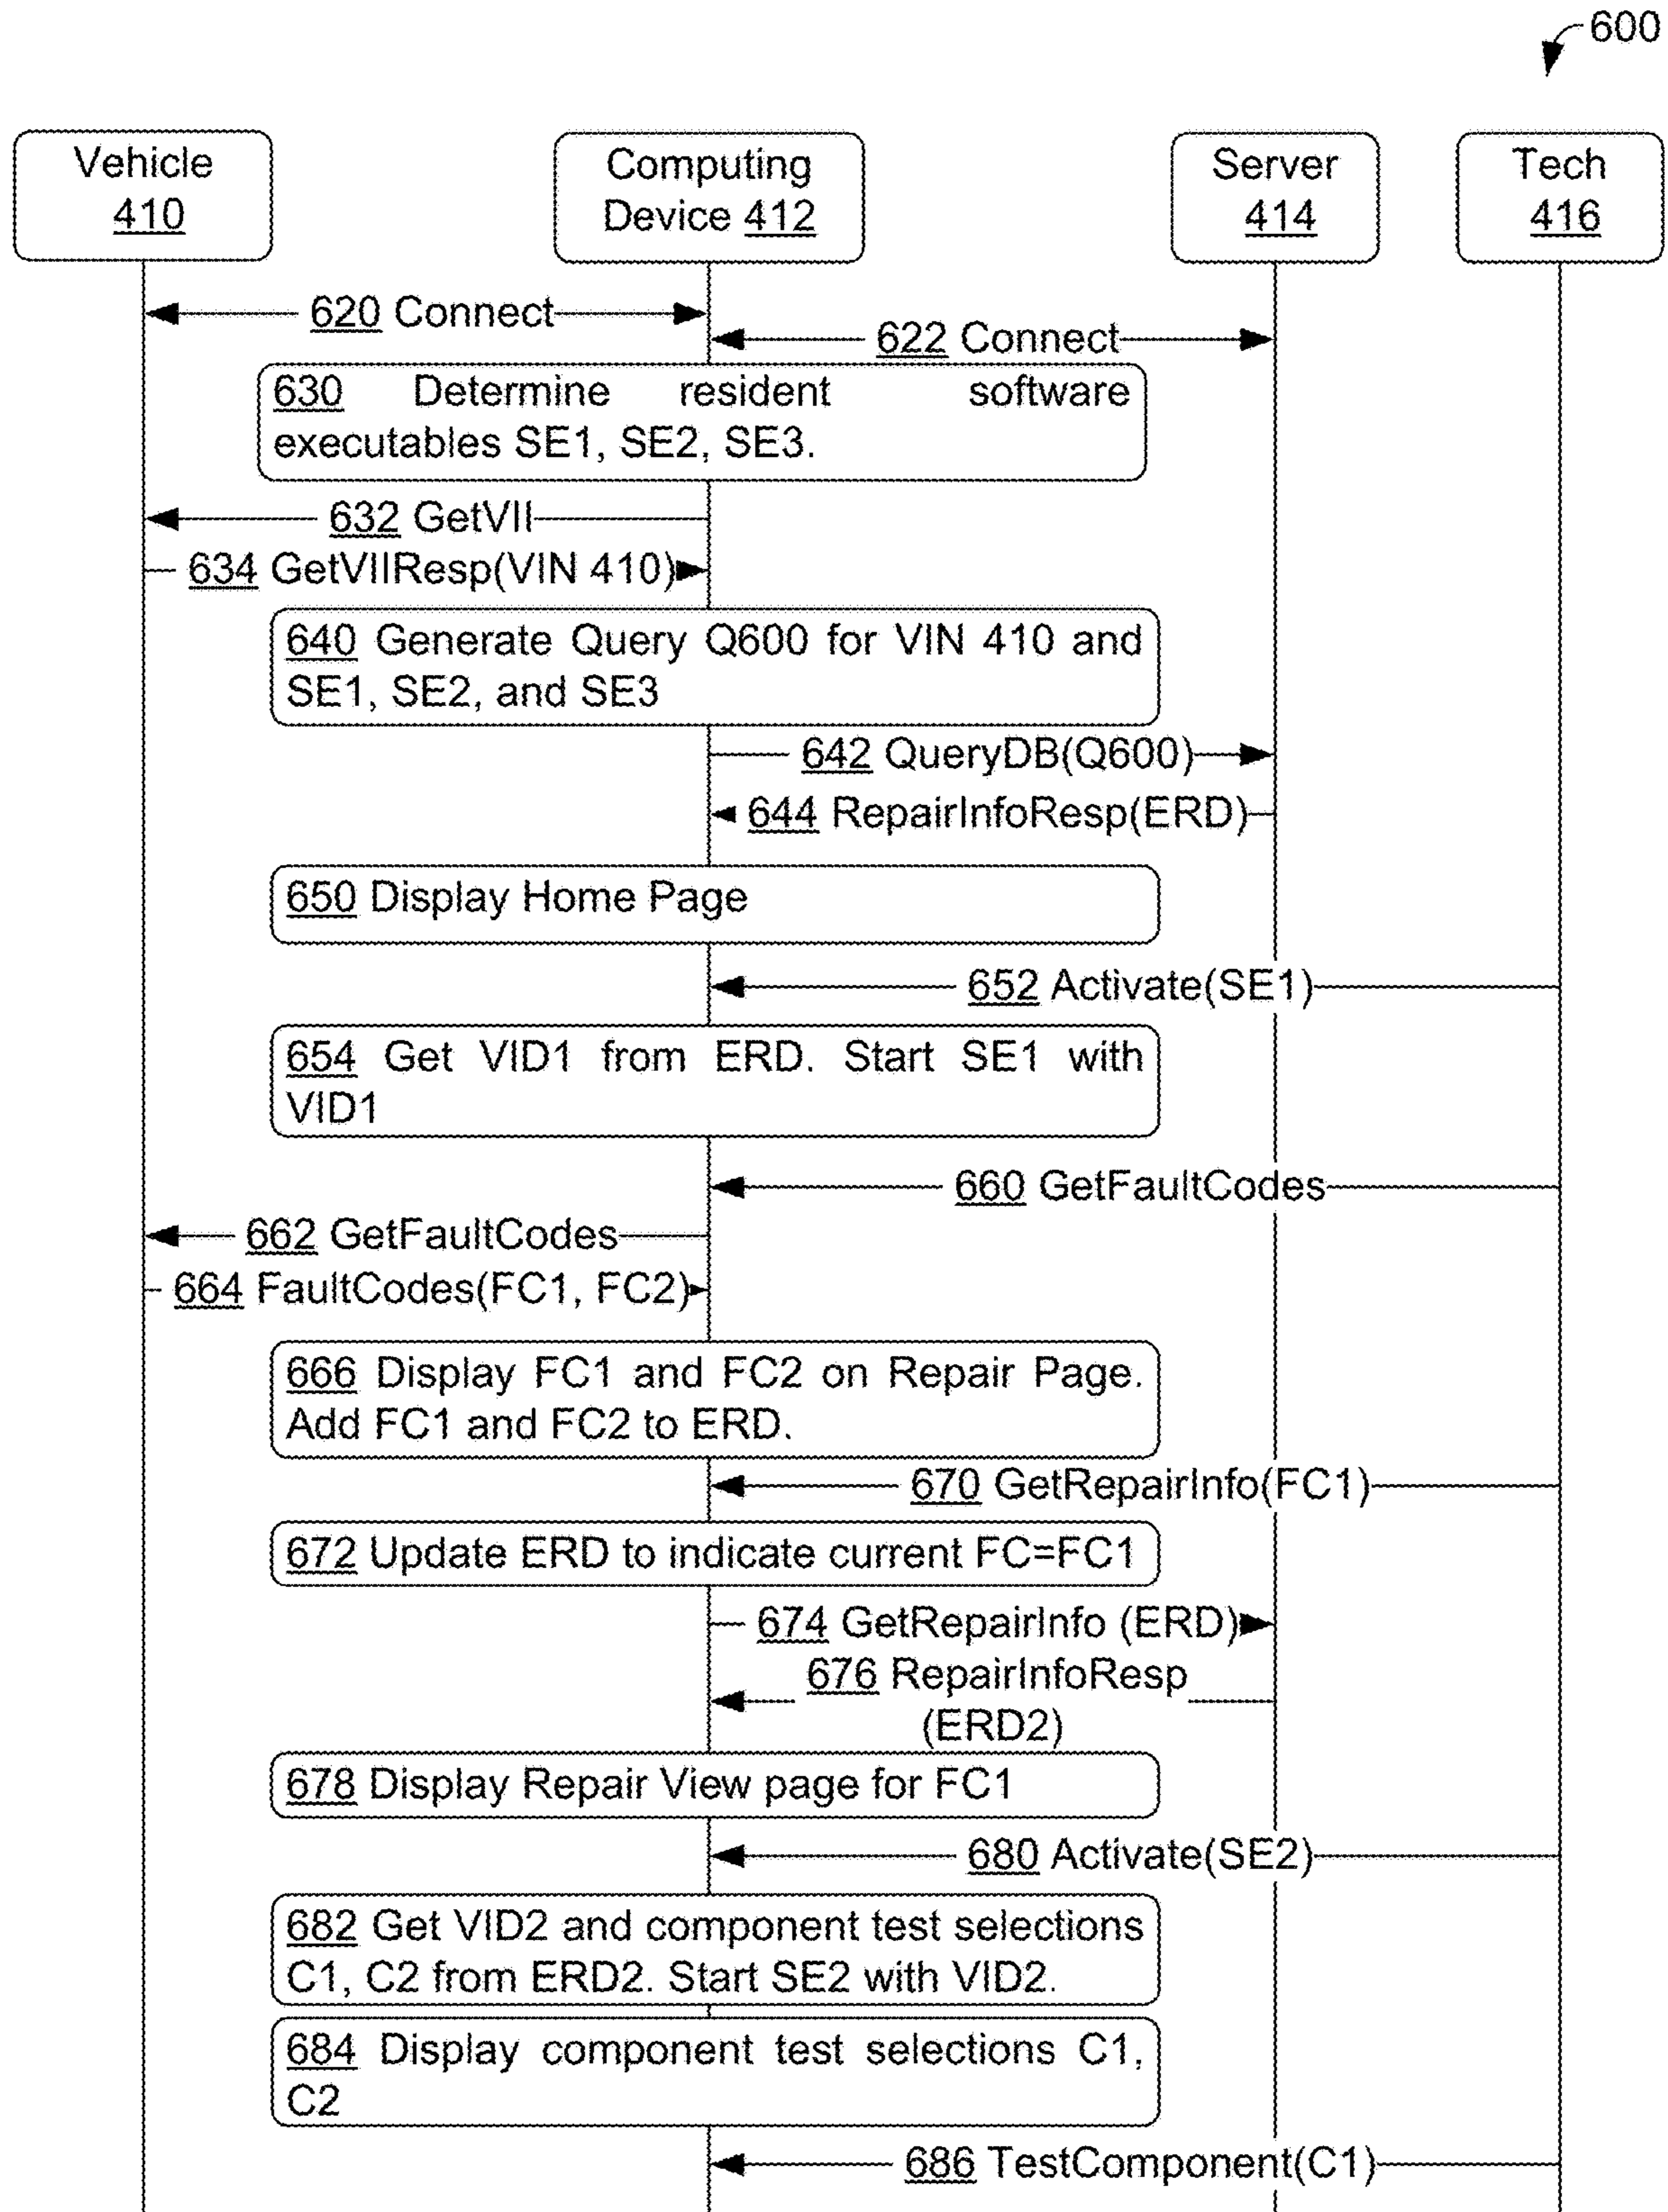 600
Vehicle
410
Computing
Device 412
Server
414
Tech
416
620 Connect
622 Connect
630 Determine resident software
executables SE1, SE2, SE3.
632 GetVII
634 GetVIIResp(VIN 410)
640 Generate Query Q600 for VIN 410 and
SE1, SE2, and SE3
642 QueryDB(Q600)
644 RepairInfoResp(ERD)
650 Display Home Page
652 Activate(SE1)
654 Get VID1 from ERD. Start SE1 with
VID1
660 GetFaultCodes
662 GetFaultCodes
664 FaultCodes(FC1, FC2)
666 Display FC1 and FC2 on Repair Page.
Add FC1 and FC2 to ERD.
670 GetRepairInfo(FC1)
672 Update ERD to indicate current FC=FC1
674 GetRepairInfo (ERD)
676 RepairInfoResp
(ERD2)
678 Display Repair View page for FC1
680 Activate(SE2)
682 Get VID2 and component test selections
C1, C2 from ERD2. Start SE2 with VID2.
684 Display component test selections C1,
C2
686 TestComponent(C1)